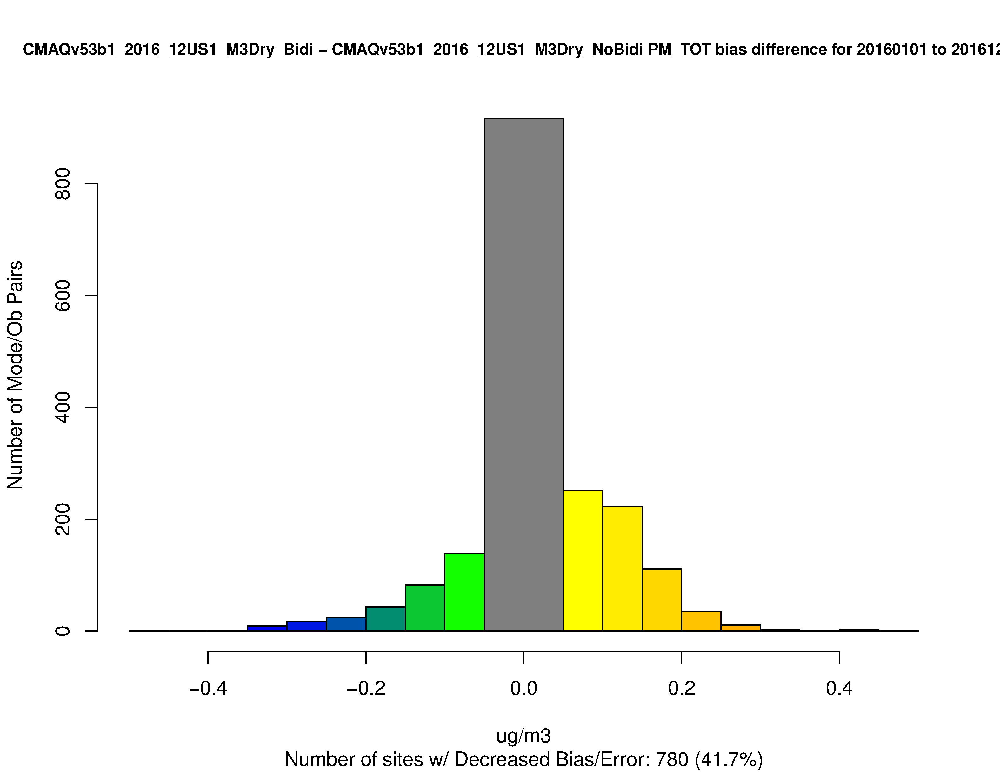 CMAQv53b1_2016_12US1_M3Dry_Bidi – CMAQv53b1_2016_12US1_M3Dry_NoBidi PM_TOT bias difference for 20160101 to 201612
Number of Mode/Ob Pairs
800
600
400
200
0
−0.4 −0.2 0.0 0.2 0.4
ug/m3
Number of sites w/ Decreased Bias/Error: 780 (41.7%)